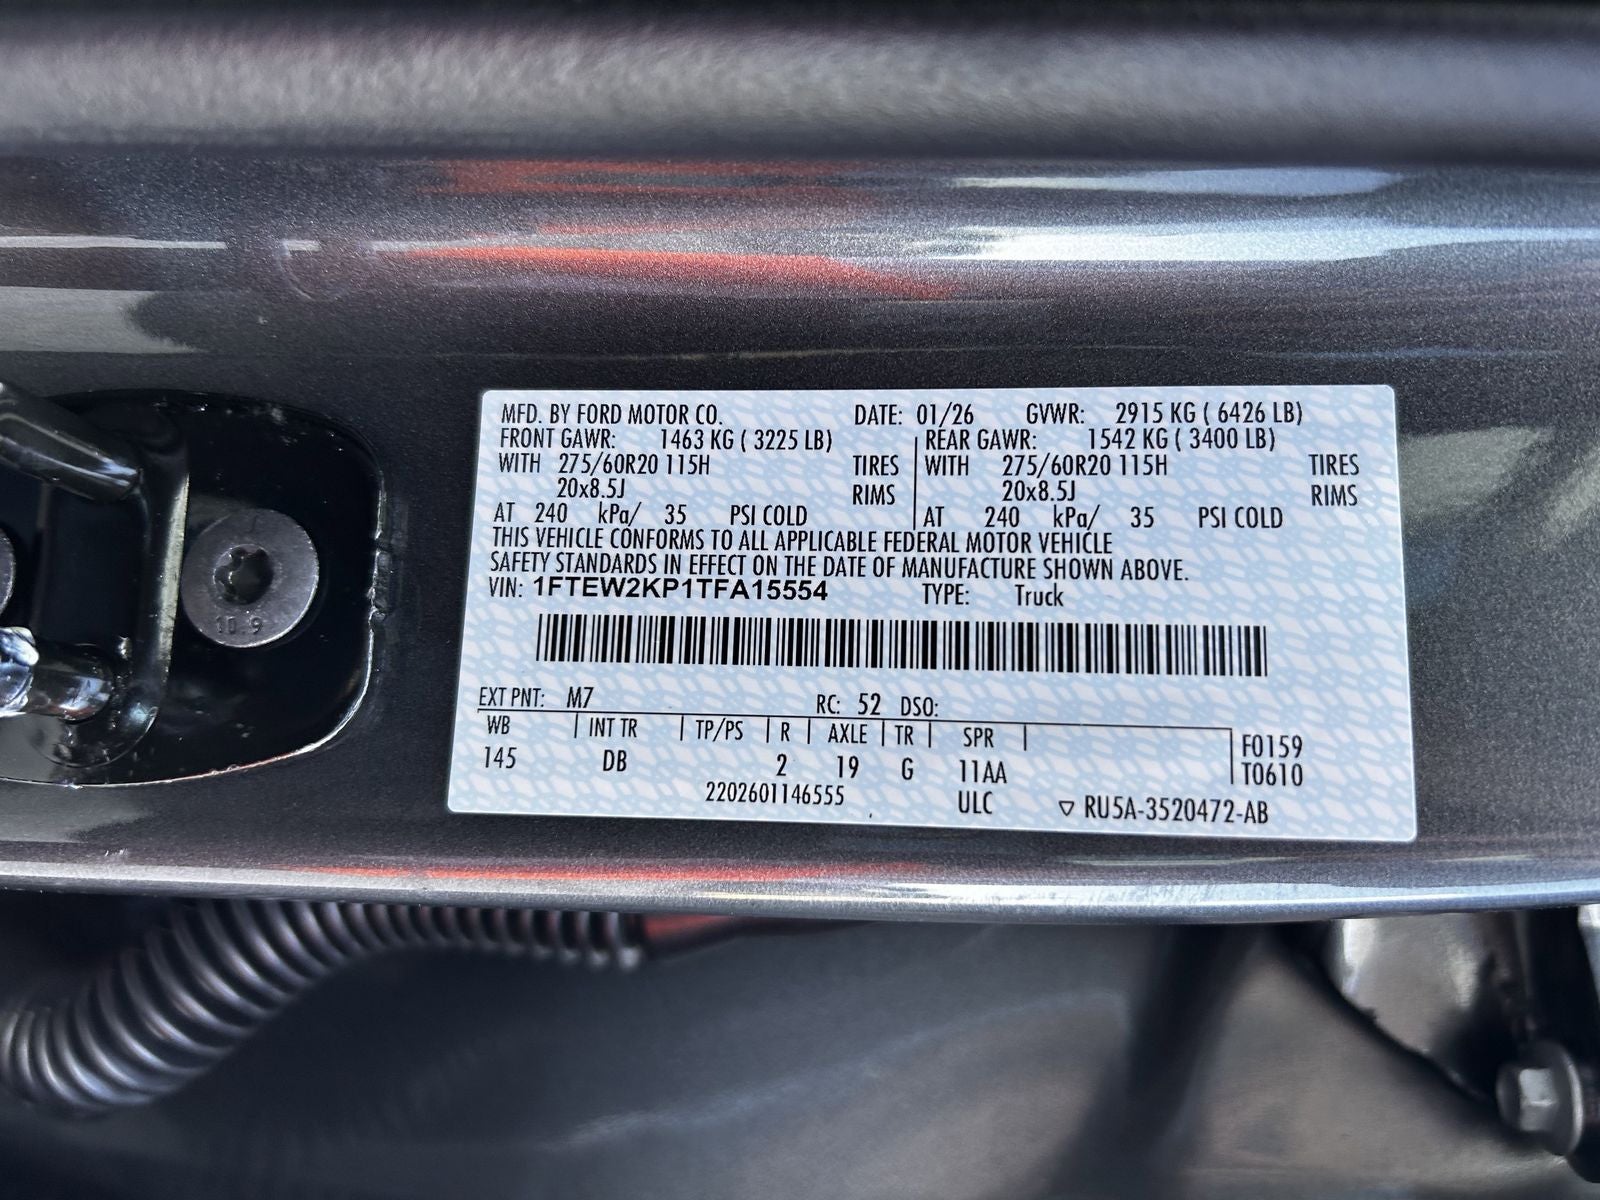 MFD. BY FORD MOTOR CO. DATE: 01/26 GVWR: 2915 KG ( 6426 LB)
FRONT GAWR: 1463 KG ( 3225 LB) REAR GAWR: 1542 KG ( 3400 LB)
WITH 275/60R20 115H TIRES WITH 275/60R20 115H TIRES
20x8.5J RIMS 20x8.5J RIMS
AT 240 kPa/ 35 PSI COLD AT 240 kPa/ 35 PSI COLD
THIS VEHICLE CONFORMS TO ALL APPLICABLE FEDERAL MOTOR VEHICLE
SAFETY STANDARDS IN EFFECT ON THE DATE OF MANUFACTURE SHOWN ABOVE.
VIN: 1FTEW2KP1TFA15554 TYPE: Truck
EXT PNT: M7 RC: 52 DSO:
WB INT TR TP/PS R AXLE TR SPR F0159
145 DB 2 19 G 11AA T0610
2202601146555 ULC ▽ RU5A-3520472-AB
10.9